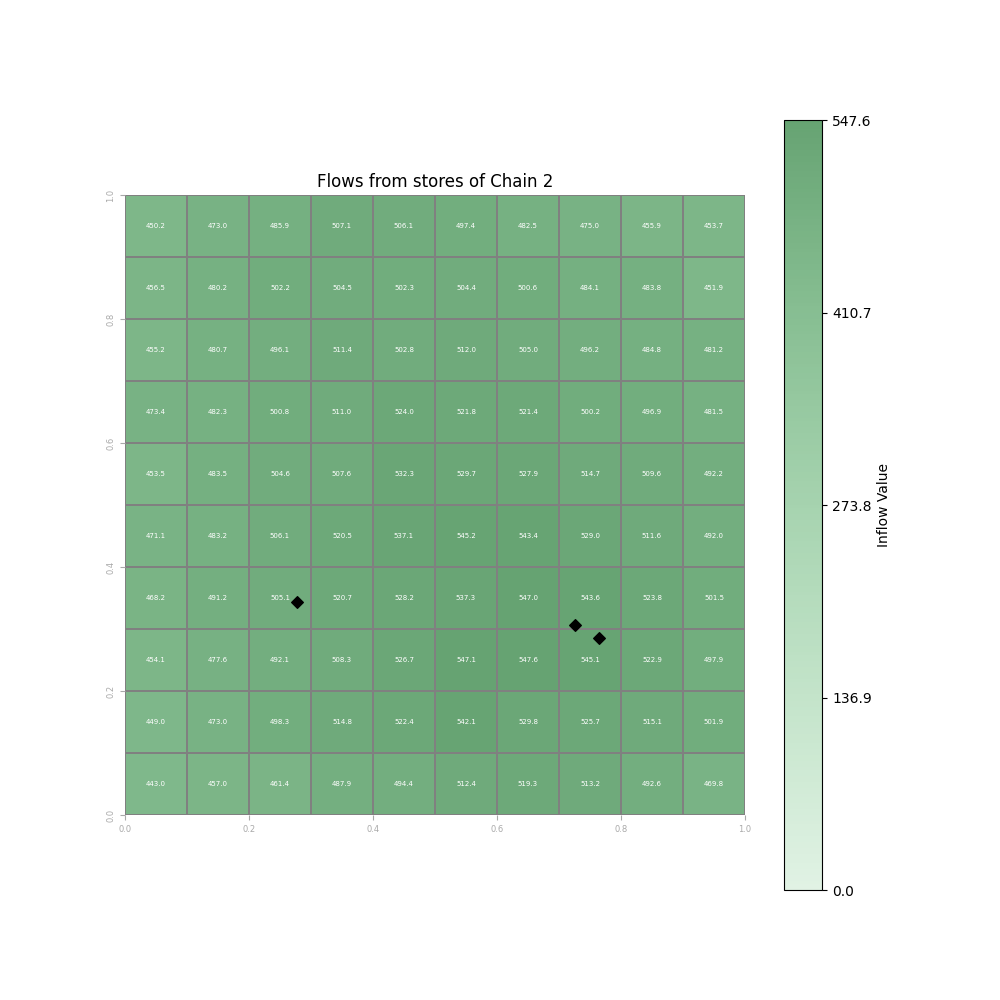 Flows from stores of Chain 2
547.6
1.0
450.2 473.0 485.9 507.1 506.1 497.4 482.5 475.0 455.9 453.7
456.5 480.2 502.2 504.5 502.3 504.4 500.6 484.1 483.8 451.9
410.7
0.8
455.2 480.7 496.1 511.4 502.8 512.0 505.0 496.2 484.8 481.2
473.4 482.3 500.8 511.0 524.0 521.8 521.4 500.2 496.9 481.5
0.6
453.5 483.5 504.6 507.6 532.3 529.7 527.9 514.7 509.6 492.2
273.8
Inflow Value
471.1 483.2 506.1 520.5 537.1 545.2 543.4 529.0 511.6 492.0
0.4
468.2 491.2 505.1 520.7 528.2 537.3 547.0 543.6 523.8 501.5
454.1 477.6 492.1 508.3 526.7 547.1 547.6 545.1 522.9 497.9
0.2
136.9
449.0 473.0 498.3 514.8 522.4 542.1 529.8 525.7 515.1 501.9
443.0 457.0 461.4 487.9 494.4 512.4 519.3 513.2 492.6 469.8
0.0
0.0 0.2 0.4 0.6 0.8 1.0
0.0